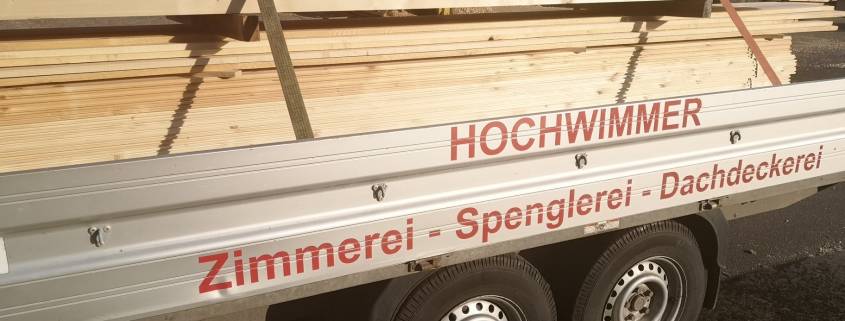 HOCHWIMMER
Zimmerei - Spenglerei - Dachdeckerei